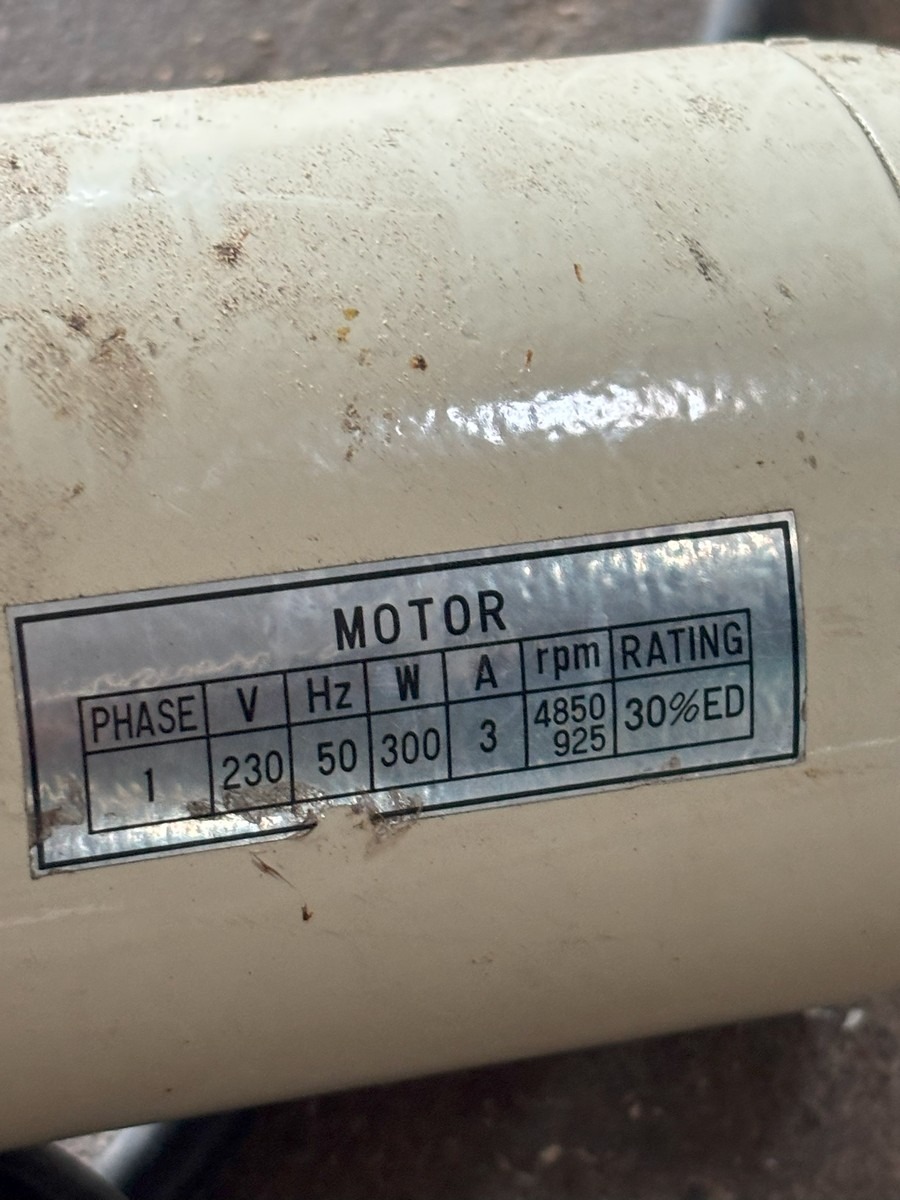 MOTOR
PHASE V Hz W A rpm RATING
1 230 50 300 3 4850 925 30%ED